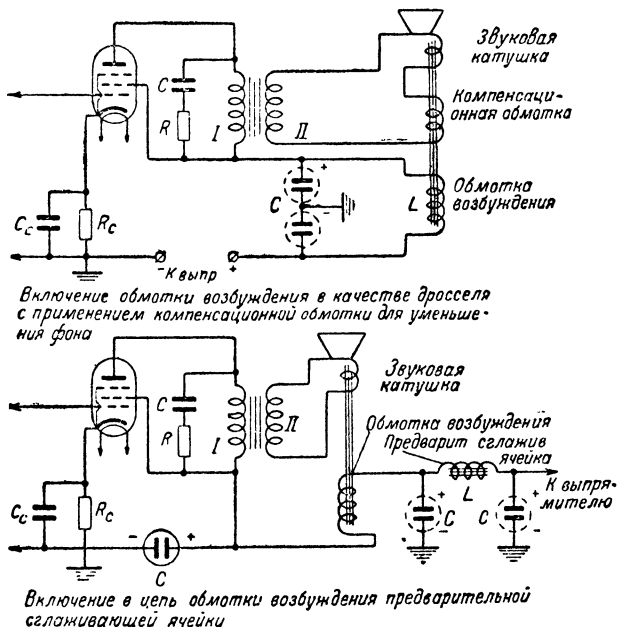 Звуковая
катушка
C
Компенсаци-
онная обмотка
R
I
II
C
+
-
L
Обмотка
возбуждения
Cc
Rc
- К выпр +
Включение обмотки возбуждения в качестве дросселя
с применением компенсационной обмотки для уменьше-
ния фона
Звуковая
катушка
C
R
I
II
Обмотка возбуждения
Предварит сглажив
ячейка
L
К выпря-
мителю
Cc
Rc
+
C
-
C
+
-
-
+
C
Включение в цепь обмотки возбуждения предварительной
сглаживающей ячейки